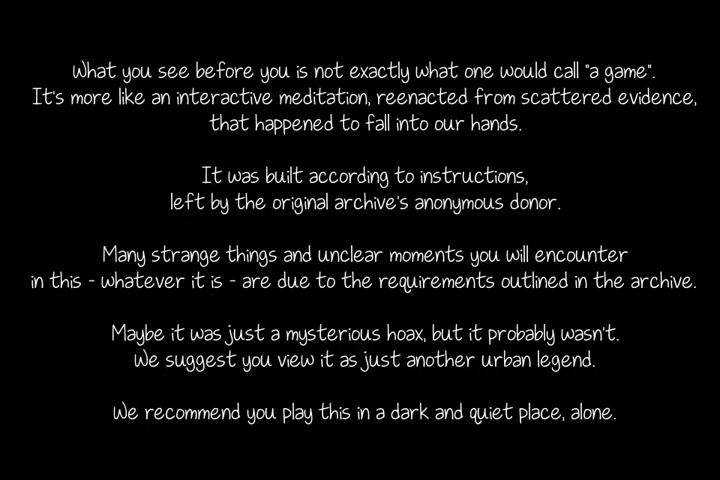 What you see before you is not exactly what one would call "a game".
It's more like an interactive meditation, reenacted from scattered evidence,
that happened to fall into our hands.
It was built according to instructions,
left by the original archive's anonymous donor.
Many strange things and unclear moments you will encounter
in this - whatever it is - are due to the requirements outlined in the archive.
Maybe it was just a mysterious hoax, but it probably wasn't.
We suggest you view it as just another urban legend.
We recommend you play this in a dark and quiet place, alone.